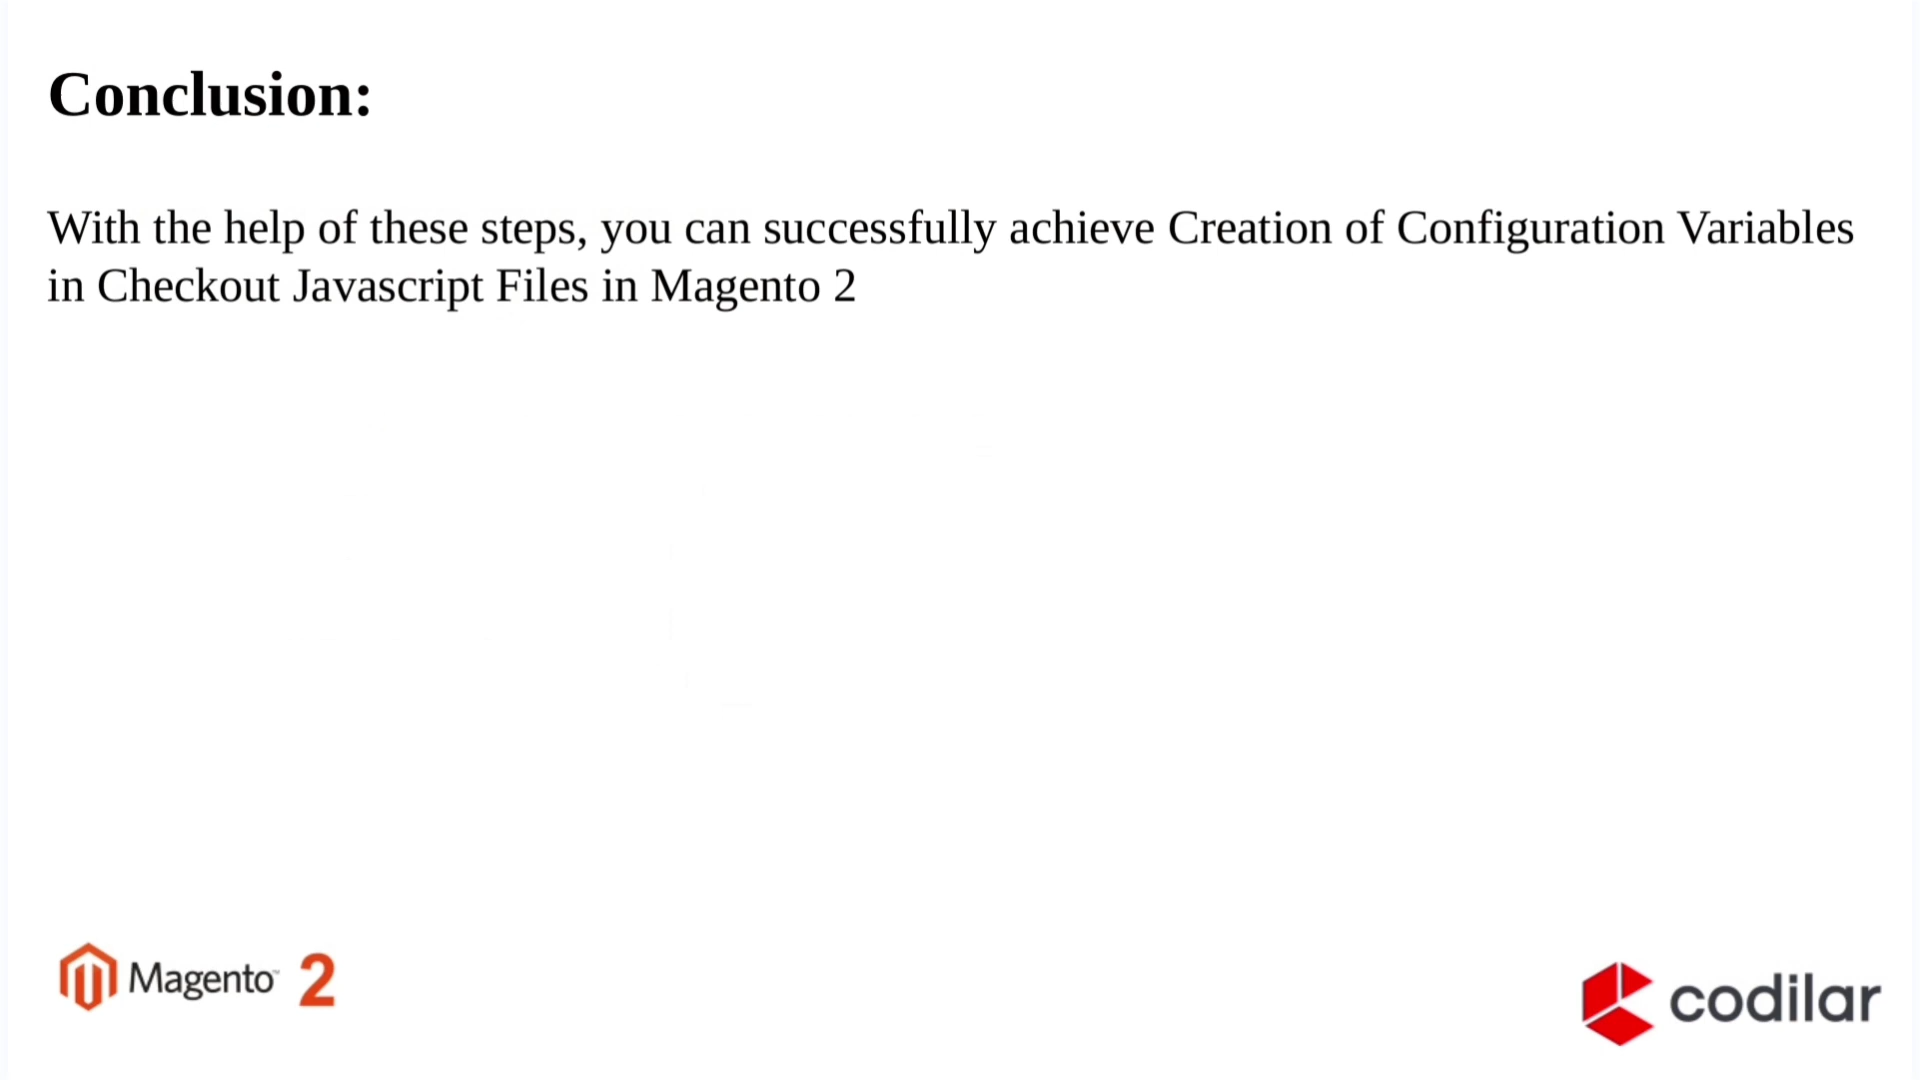 Conclusion:
With the help of these steps, you can successfully achieve Creation of Configuration Variables
in Checkout Javascript Files in Magento 2
Magento™ 2
codilar